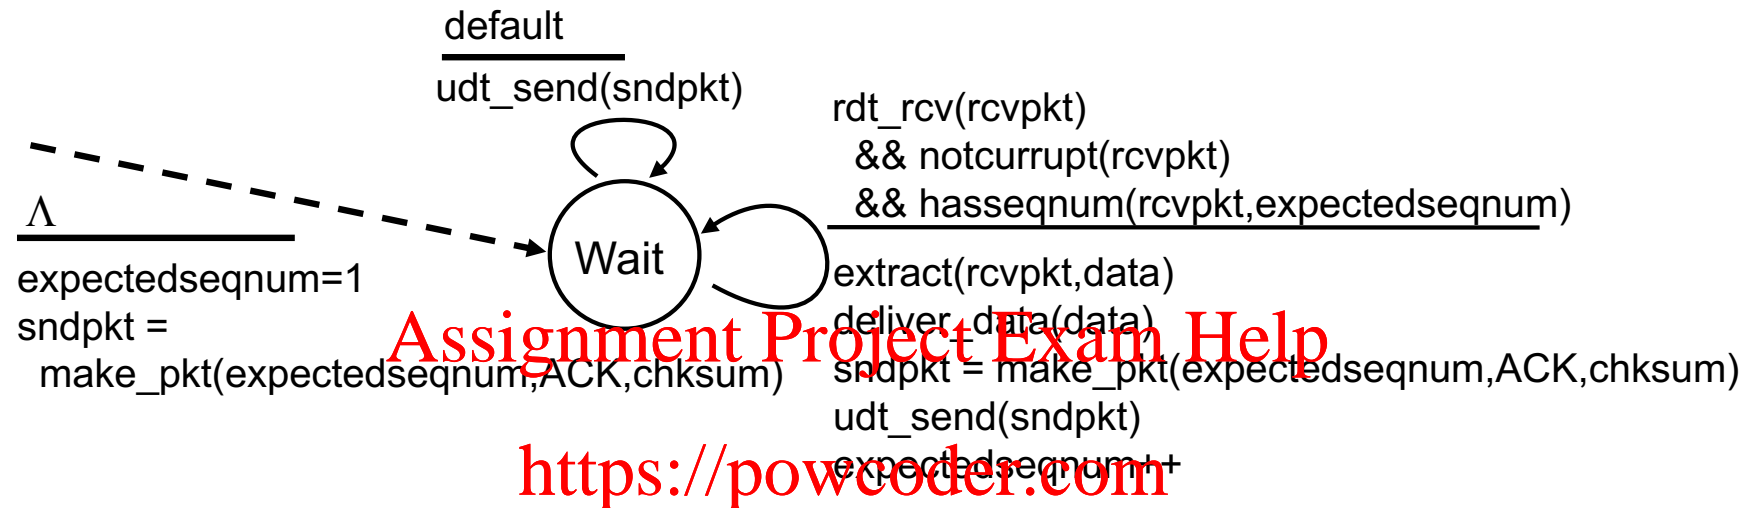 default
udt_send(sndpkt)
rdt_rcv(rcvpkt)
&& notcurrupt(rcvpkt)
&& hasseqnum(rcvpkt,expectedseqnum)
Λ
Wait
expectedseqnum=1
sndpkt =
make_pkt(expectedseqnum,ACK,chksum)
extract(rcvpkt,data)
deliver_data(data)
sndpkt = make_pkt(expectedseqnum,ACK,chksum)
udt_send(sndpkt)
expectedseqnum++
Assignment Project Exam Help
https://powcoder.com